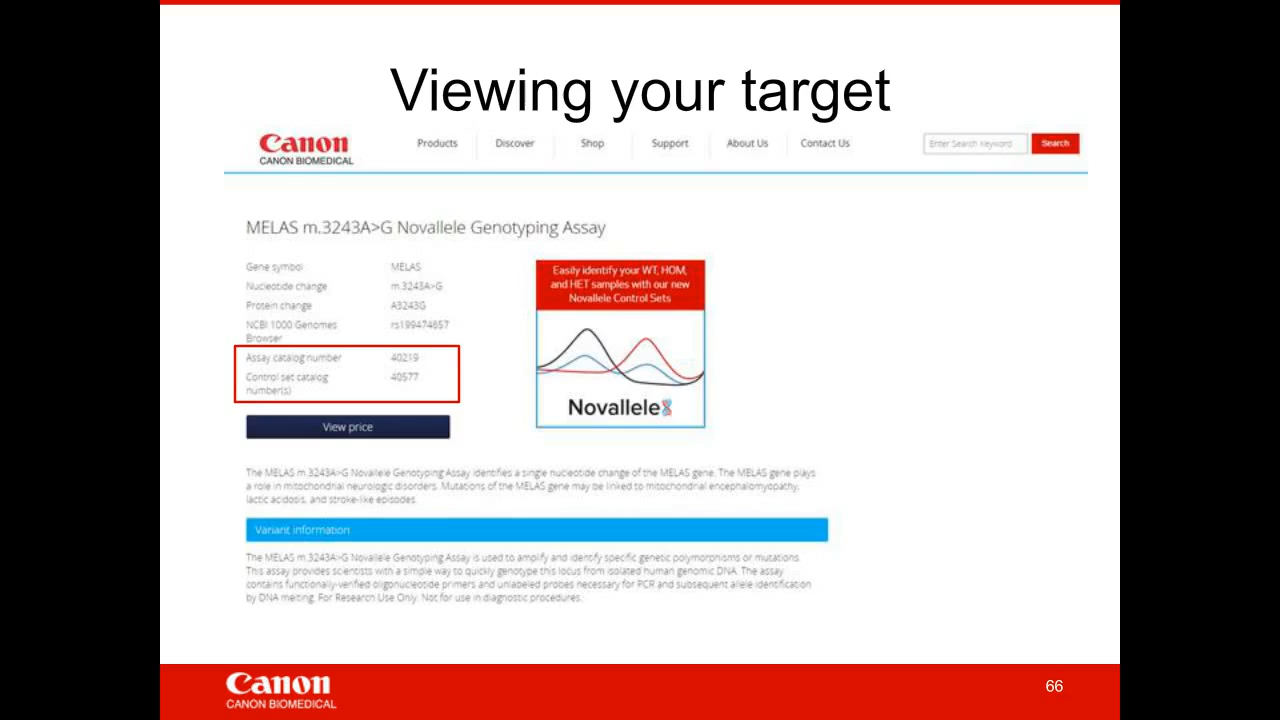 Viewing your target
Canon
CANON BIOMEDICAL
Products Discover Shop Support About Us Contact Us
Enter Search Keyword Search
MELAS m.3243A>G Novallele Genotyping Assay
Gene symbol MELAS
Nucleotide change m.3243A>G
Protein change A3243G
NCBI 1000 Genomes rs199474657
Browser
Assay catalog number 40219
Control set catalog 40577
number(s)
View price
Easily identify your WT, HOM,
and HET samples with our new
Novallele Control Sets
Novallele
The MELAS m.3243A>G Novallele Genotyping Assay identifies a single nucleotide change of the MELAS gene. The MELAS gene plays
a role in mitochondrial neurologic disorders. Mutations of the MELAS gene may be linked to mitochondrial encephalomyopathy,
lactic acidosis, and stroke-like episodes.
Variant information
The MELAS m.3243A>G Novallele Genotyping Assay is used to amplify and identify specific genetic polymorphisms or mutations.
This assay provides scientists with a simple way to quickly genotype this locus from isolated human genomic DNA. The assay
contains functionally-verified oligonucleotide primers and unlabeled probes necessary for PCR and subsequent allele identification
by DNA melting. For Research Use Only. Not for use in diagnostic procedures.
Canon
CANON BIOMEDICAL
66